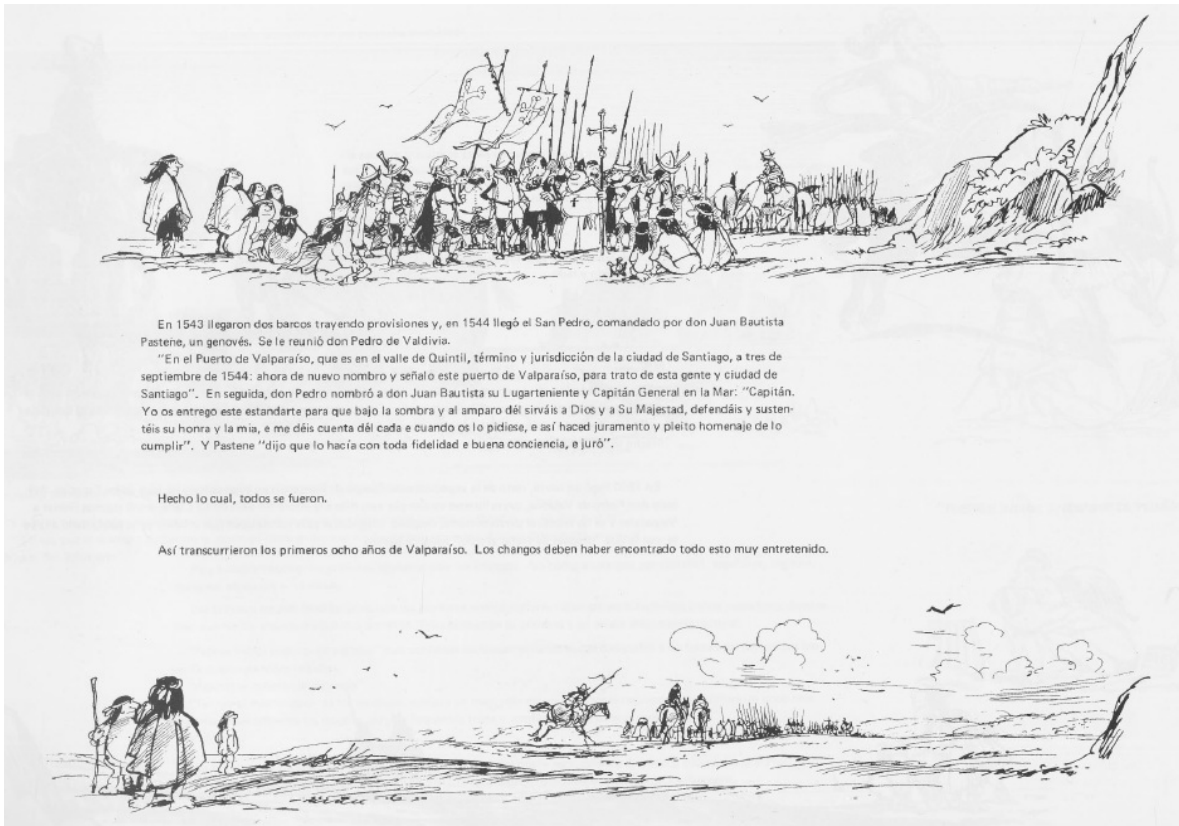 En 1543 llegaron dos barcos trayendo provisiones y, en 1544 llegó el San Pedro, comandado por don Juan Bautista
Pastene, un genovés. Se le reunió don Pedro de Valdivia.
"En el Puerto de Valparaíso, que es en el valle de Quintil, término y jurisdicción de la ciudad de Santiago, a tres de
septiembre de 1544: ahora de nuevo nombro y señalo este puerto de Valparaíso, para trato de esta gente y ciudad de
Santiago". En seguida, don Pedro nombró a don Juan Bautista su Lugarteniente y Capitán General en la Mar: "Capitán.
Yo os entrego este estandarte para que bajo la sombra y al amparo dél sirváis a Dios y a Su Majestad, defendáis y susten-
téis su honra y la mia, e me déis cuenta dél cada e cuando os lo pidiese, e así haced juramento y pleito homenaje de lo
cumplir". Y Pastene "dijo que lo hacía con toda fidelidad e buena conciencia, e juró".
Hecho lo cual, todos se fueron.
Así transcurrieron los primeros ocho años de Valparaíso. Los changos deben haber encontrado todo esto muy entretenido.